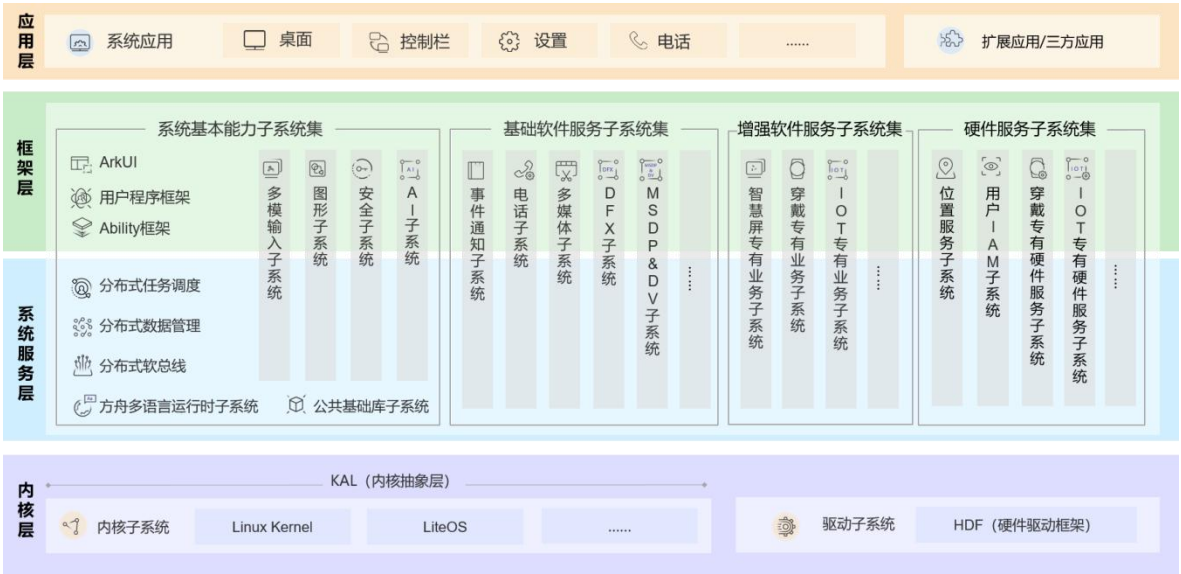 应用层
系统应用
桌面
控制栏
设置
电话
......
扩展应用/三方应用
框架层
系统服务层
系统基本能力子系统集
ArkUI
用户程序框架
Ability框架
分布式任务调度
分布式数据管理
分布式软总线
方舟多语言运行时子系统
公共基础库子系统
多模输入子系统
图形子系统
安全子系统
AI子系统
基础软件服务子系统集
事件通知子系统
电话子系统
多媒体子系统
DFX子系统
MSDP&DV子系统
......
增强软件服务子系统集
智慧屏专有业务子系统
穿戴专有业务子系统
IOT专有业务子系统
......
硬件服务子系统集
位置服务子系统
用户IAM子系统
穿戴专有硬件服务子系统
IOT专有硬件服务子系统
......
内核层
KAL（内核抽象层）
内核子系统
Linux Kernel
LiteOS
......
驱动子系统
HDF（硬件驱动框架）